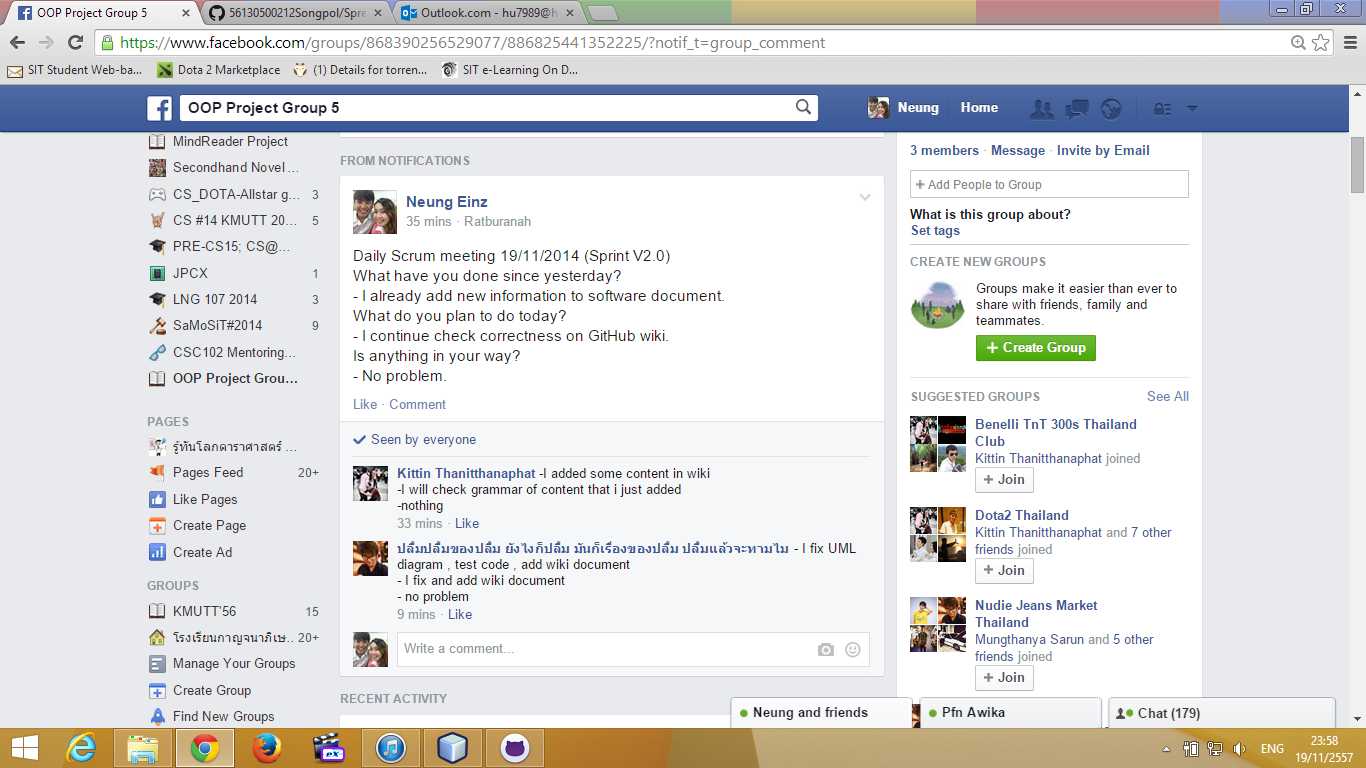 OOP Project Group 5
56130500212Songpol/Spre
Outlook.com - hu7989@h
https://www.facebook.com/groups/868390256529077/886825441352225/?notif_t=group_comment
SIT Student Web-ba...
Dota 2 Marketplace
(1) Details for torren...
SIT e-Learning On D...
OOP Project Group 5
Neung
Home
MindReader Project
Secondhand Novel ...
CS_DOTA-Allstar g... 3
CS #14 KMUTT 20... 5
PRE-CS15; CS@...
JPCX 1
LNG 107 2014 3
SaMoSiT#2014 9
CSC102 Mentoring...
OOP Project Grou...
PAGES
รู้ทันโลกดาราศาสตร์ ...
Pages Feed 20+
Like Pages
Create Page
Create Ad
GROUPS
KMUTT'56 15
โรงเรียนกาญจนาภิเษ.. 20+
Manage Your Groups
Create Group
Find New Groups
FROM NOTIFICATIONS
Neung Einz
35 mins · Ratburanah
Daily Scrum meeting 19/11/2014 (Sprint V2.0)
What have you done since yesterday?
- I already add new information to software document.
What do you plan to do today?
- I continue check correctness on GitHub wiki.
Is anything in your way?
- No problem.
Like · Comment
Seen by everyone
Kittin Thanitthanaphat -I added some content in wiki
-I will check grammar of content that i just added
-nothing
33 mins · Like
ปลื้มปลื้มของปลื้ม ยังไงก็ปลื้ม มันก็เรื่องของปลื้ม ปลื้มแล้วจะทามไม - I fix UML
diagram , test code , add wiki document
- I fix and add wiki document
- no problem
9 mins · Like
Write a comment...
RECENT ACTIVITY
3 members · Message · Invite by Email
+ Add People to Group
What is this group about?
Set tags
CREATE NEW GROUPS
Groups make it easier than ever to
share with friends, family and
teammates.
+ Create Group
SUGGESTED GROUPS See All
Benelli TnT 300s Thailand
Club
Kittin Thanitthanaphat joined
+ Join
Dota2 Thailand
Kittin Thanitthanaphat and 7 other
friends joined
+ Join
Nudie Jeans Market
Thailand
Mungthanya Sarun and 5 other
friends joined
+ Join
Neung and friends
Pfn Awika
Chat (179)
ENG
23:58
19/11/2557